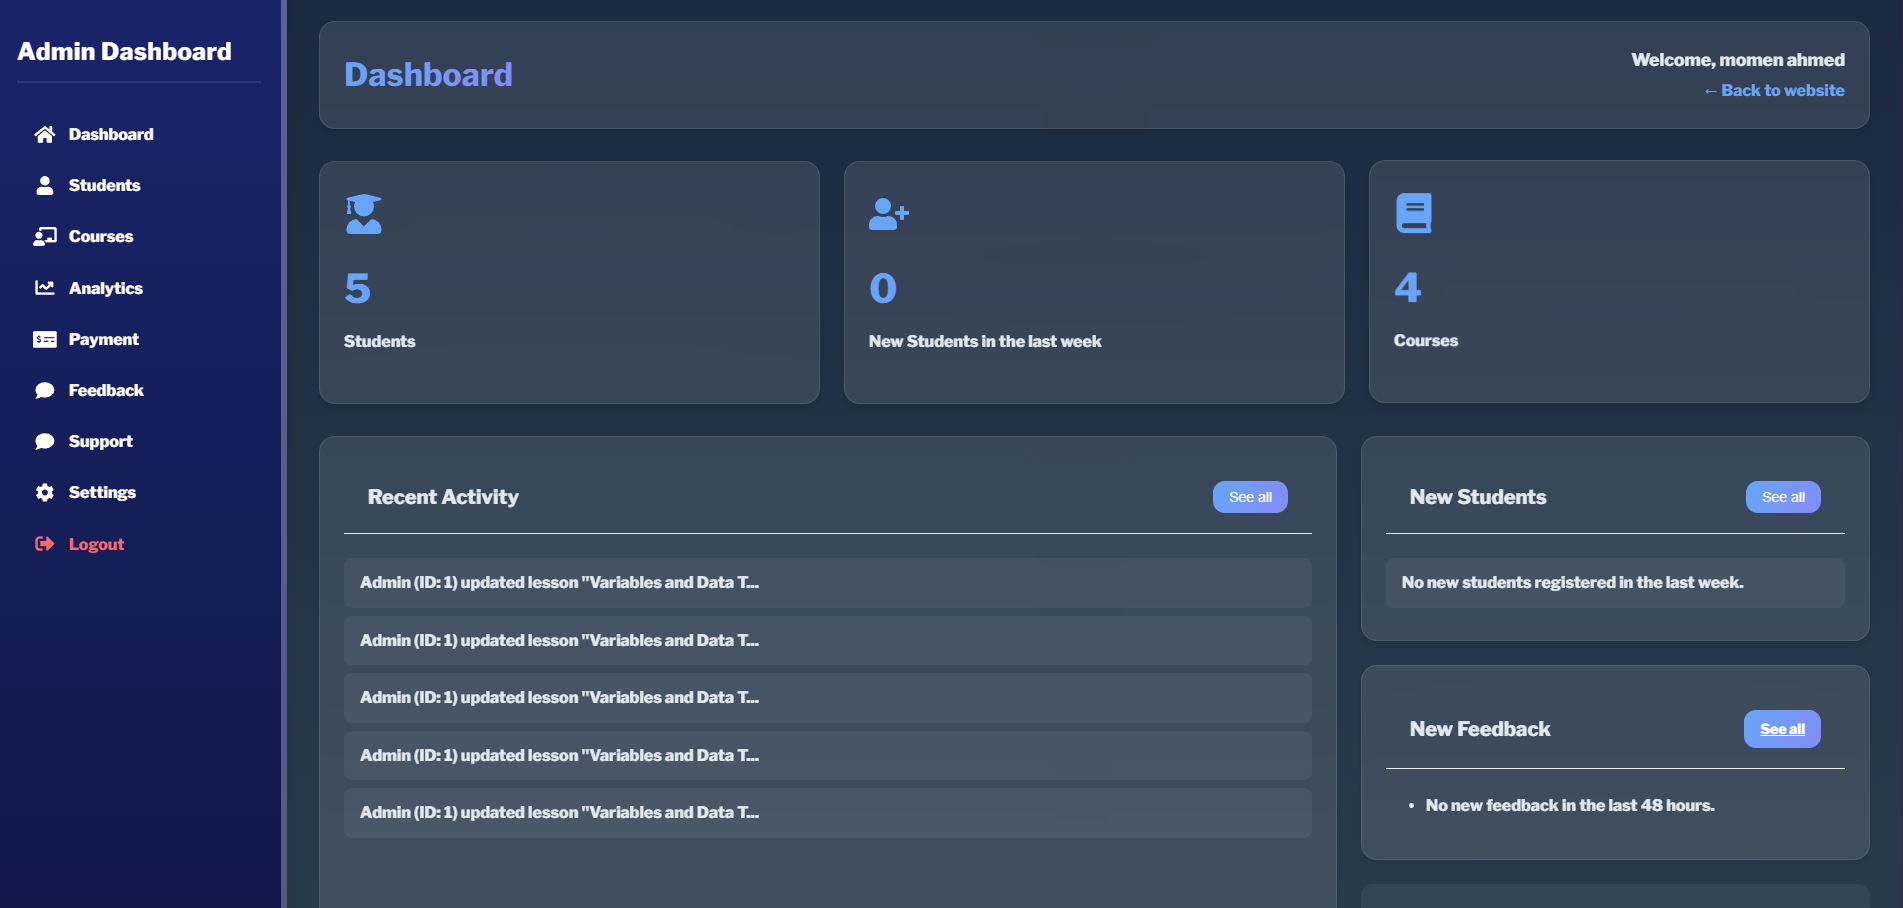 Admin Dashboard
Dashboard
Students
Courses
Analytics
Payment
Feedback
Support
Settings
Logout
Dashboard
Welcome, momen ahmed
← Back to website
5
Students
0
New Students in the last week
4
Courses
Recent Activity
See all
Admin (ID: 1) updated lesson "Variables and Data T...
Admin (ID: 1) updated lesson "Variables and Data T...
Admin (ID: 1) updated lesson "Variables and Data T...
Admin (ID: 1) updated lesson "Variables and Data T...
Admin (ID: 1) updated lesson "Variables and Data T...
New Students
See all
No new students registered in the last week.
New Feedback
See all
• No new feedback in the last 48 hours.